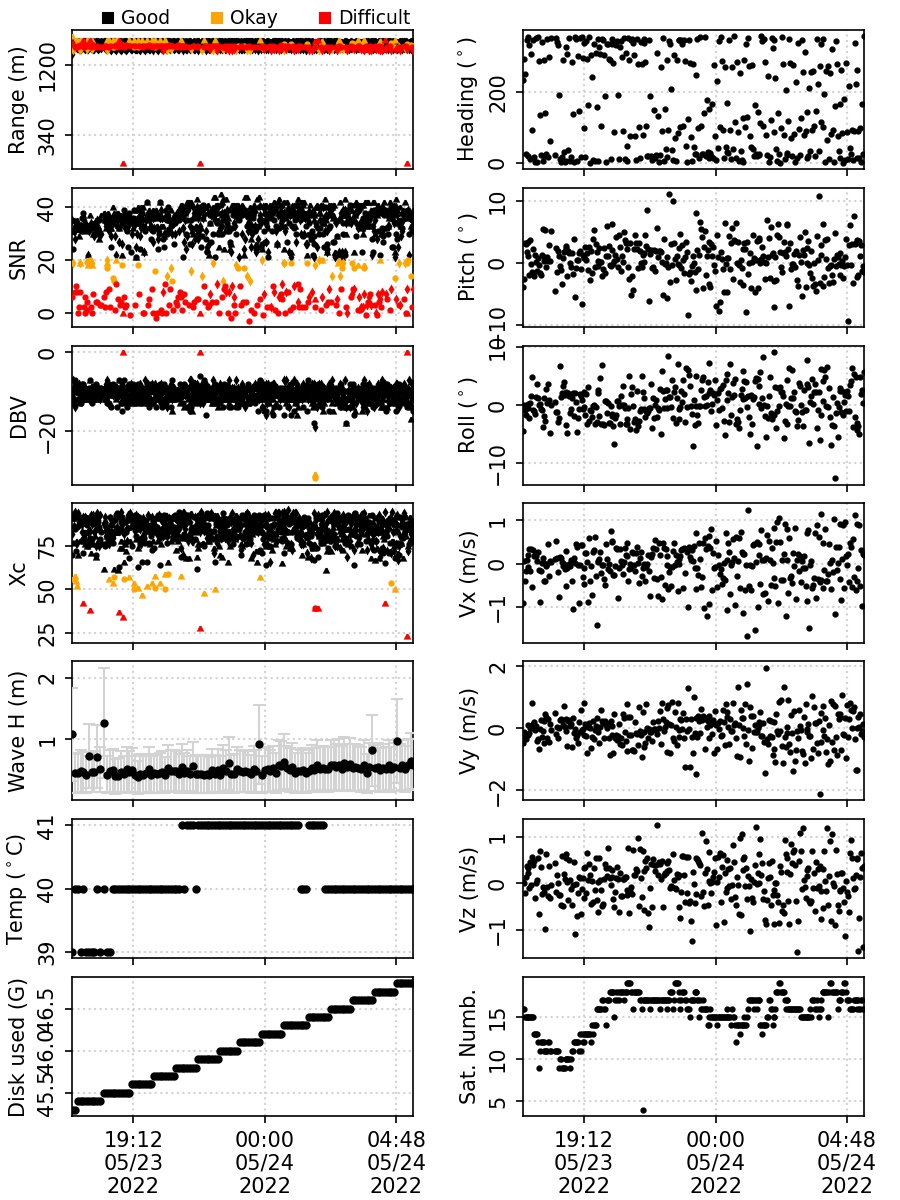 Good Okay Difficult
Range (m)
1200
340
Heading (°)
200
0
SNR
40
20
0
Pitch (°)
10
0
−10
DBV
0
−20
Roll (°)
10
0
−10
Xc
75
50
25
Vx (m/s)
1
0
−1
Wave H (m)
2
1
Vy (m/s)
2
0
−2
Temp (°C)
41
40
39
Vz (m/s)
1
0
−1
Disk used (G)
46.5
46.0
45.5
Sat. Numb.
15
10
5
19:12 00:00 04:48
05/23 05/24 05/24
2022 2022 2022
19:12 00:00 04:48
05/23 05/24 05/24
2022 2022 2022